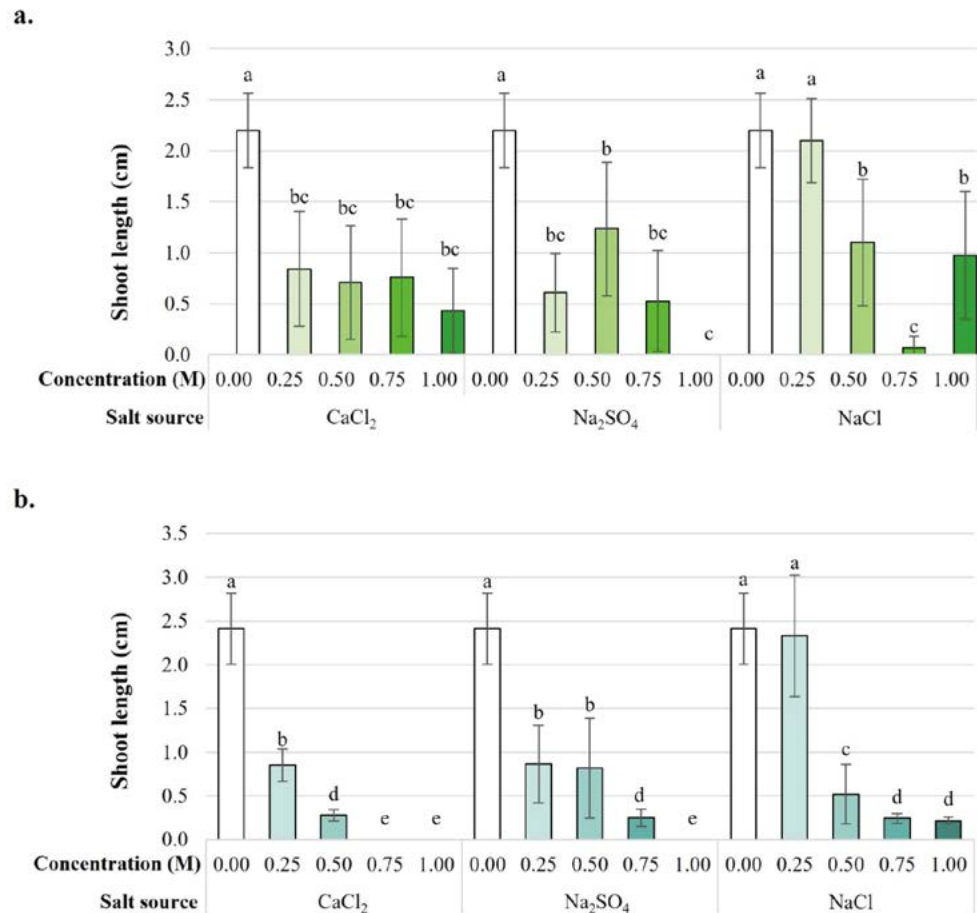 a.
3.0
a a a a
2.5
2.0 b
bc bc bc b b
1.5 bc bc bc
1.0
0.5 c
c
0.0
Shoot length (cm)
Concentration (M) 0.00 0.25 0.50 0.75 1.00 0.00 0.25 0.50 0.75 1.00 0.00 0.25 0.50 0.75 1.00
Salt source CaCl₂ Na₂SO₄ NaCl
b.
3.5
a
3.0 a a a
2.5
2.0
1.5 b b
b
1.0 c
0.5 d d d d
0.0 e e e
Shoot length (cm)
Concentration (M) 0.00 0.25 0.50 0.75 1.00 0.00 0.25 0.50 0.75 1.00 0.00 0.25 0.50 0.75 1.00
Salt source CaCl₂ Na₂SO₄ NaCl